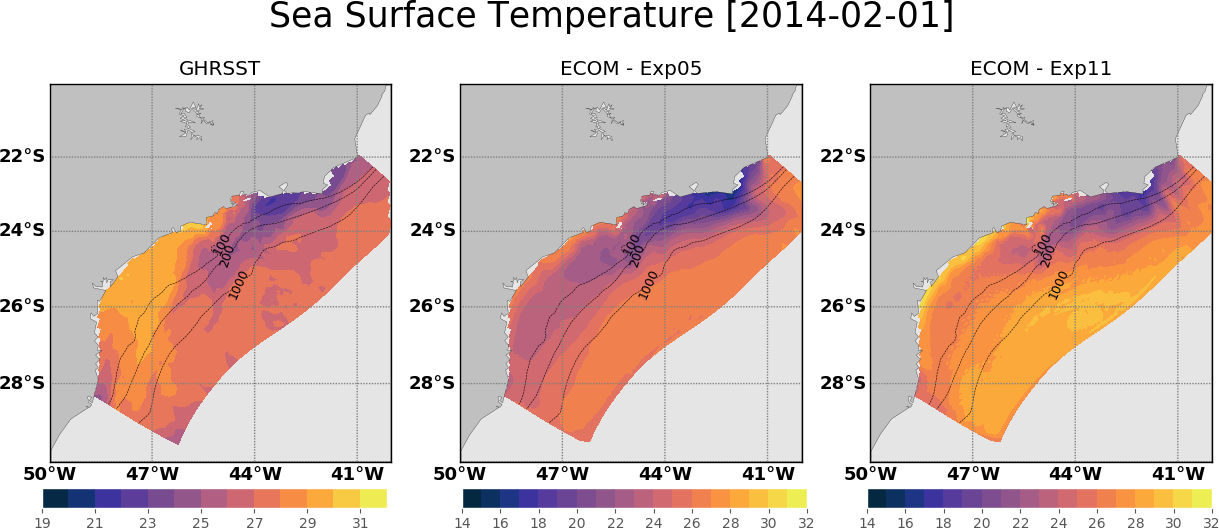 Sea Surface Temperature [2014-02-01]
GHRSST
ECOM - Exp05
ECOM - Exp11
22°S
24°S
26°S
28°S
100
200
1000
50°W
47°W
44°W
41°W
19 21 23 25 27 29 31
22°S
24°S
26°S
28°S
100
200
1000
50°W
47°W
44°W
41°W
14 16 18 20 22 24 26 28 30 32
22°S
24°S
26°S
28°S
100
200
1000
50°W
47°W
44°W
41°W
14 16 18 20 22 24 26 28 30 32